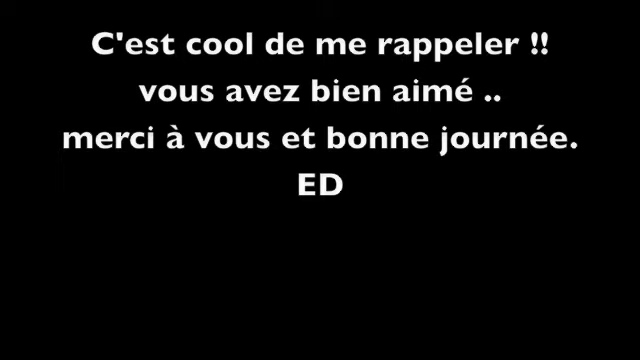 C'est cool de me rappeler !!
vous avez bien aimé ..
merci à vous et bonne journée.
ED